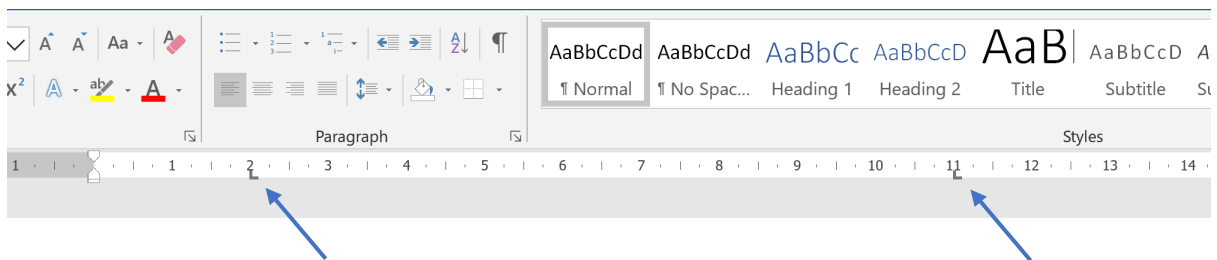 Aa
AaBbCcDd AaBbCcDd AaBbCc AaBbCcD AaB AaBbCcD
x² A ab A
¶ Normal ¶ No Spac... Heading 1 Heading 2 Title Subtitle
Paragraph Styles
1 1 2 3 4 5 6 7 8 9 10 11 12 13 14